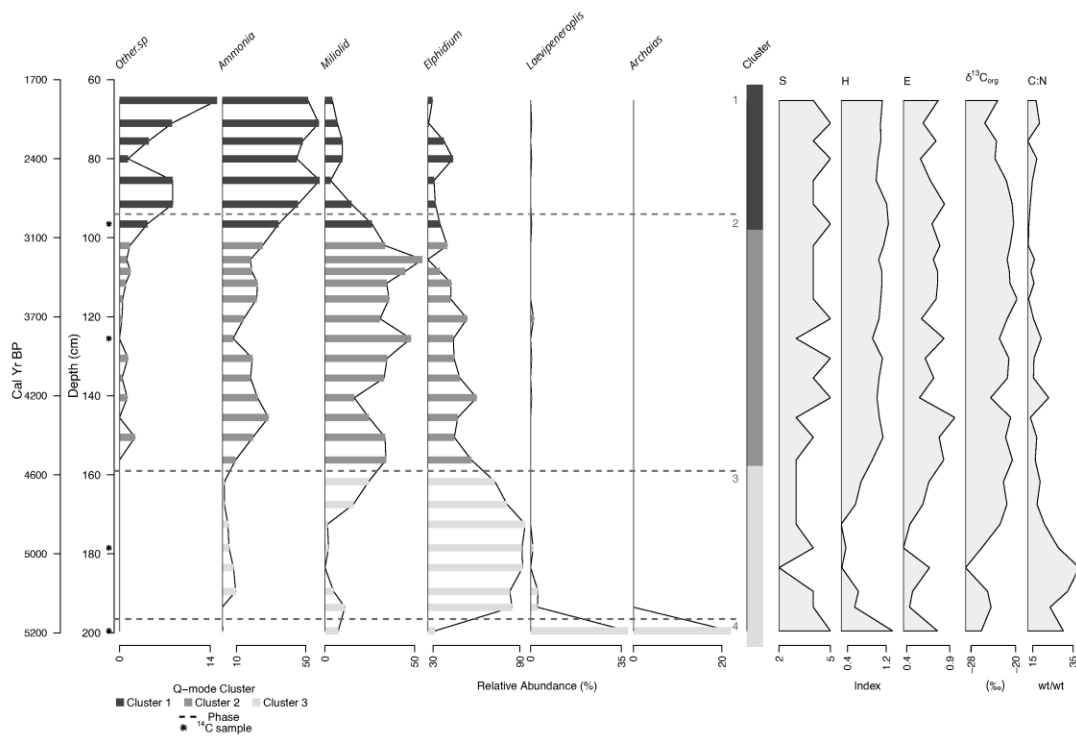 Other.sp
Ammonia
Miliolid
Elphidium
Laevipeneroplis
Archaias
Cluster
S
H
E
δ13Corg
C:N
Cal Yr BP
1700
2400
3100
3700
4200
4600
5000
5200
Depth (cm)
60
80
100
120
140
160
180
200
1
2
3
4
0 14
10 50
0 50
30 90
0 35
0 20
2 5
0.4 1.2
0.4 0.9
−28 −20
15 35
Relative Abundance (%)
Index
(‰)
wt/wt
Q−mode Cluster
Cluster 1 Cluster 2 Cluster 3
Phase
14C sample